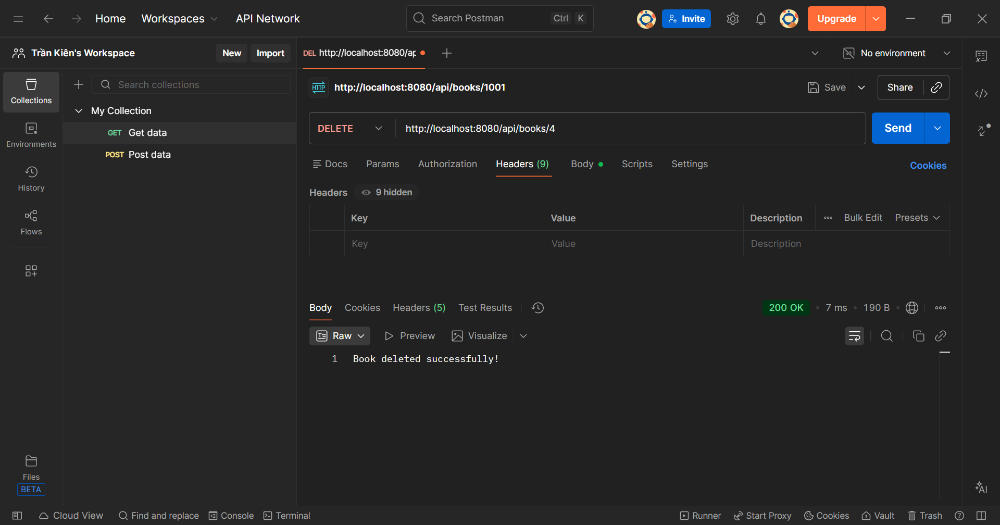 Home Workspaces API Network Search Postman Ctrl K Invite Upgrade
Trần Kiên's Workspace New Import DEL http://localhost:8080/ap No environment
Collections
Search collections
My Collection
GET Get data
POST Post data
Environments
History
Flows
Files
BETA
HTTP http://localhost:8080/api/books/1001 Save Share
DELETE http://localhost:8080/api/books/4 Send
Docs Params Authorization Headers (9) Body Scripts Settings Cookies
Headers 9 hidden
Key Value Description Bulk Edit Presets
Key Value Description
Body Cookies Headers (5) Test Results 200 OK • 7 ms • 190 B •
Raw Preview Visualize
1 Book deleted successfully!
AI
Cloud View Find and replace Console Terminal Runner Start Proxy Cookies Vault Trash